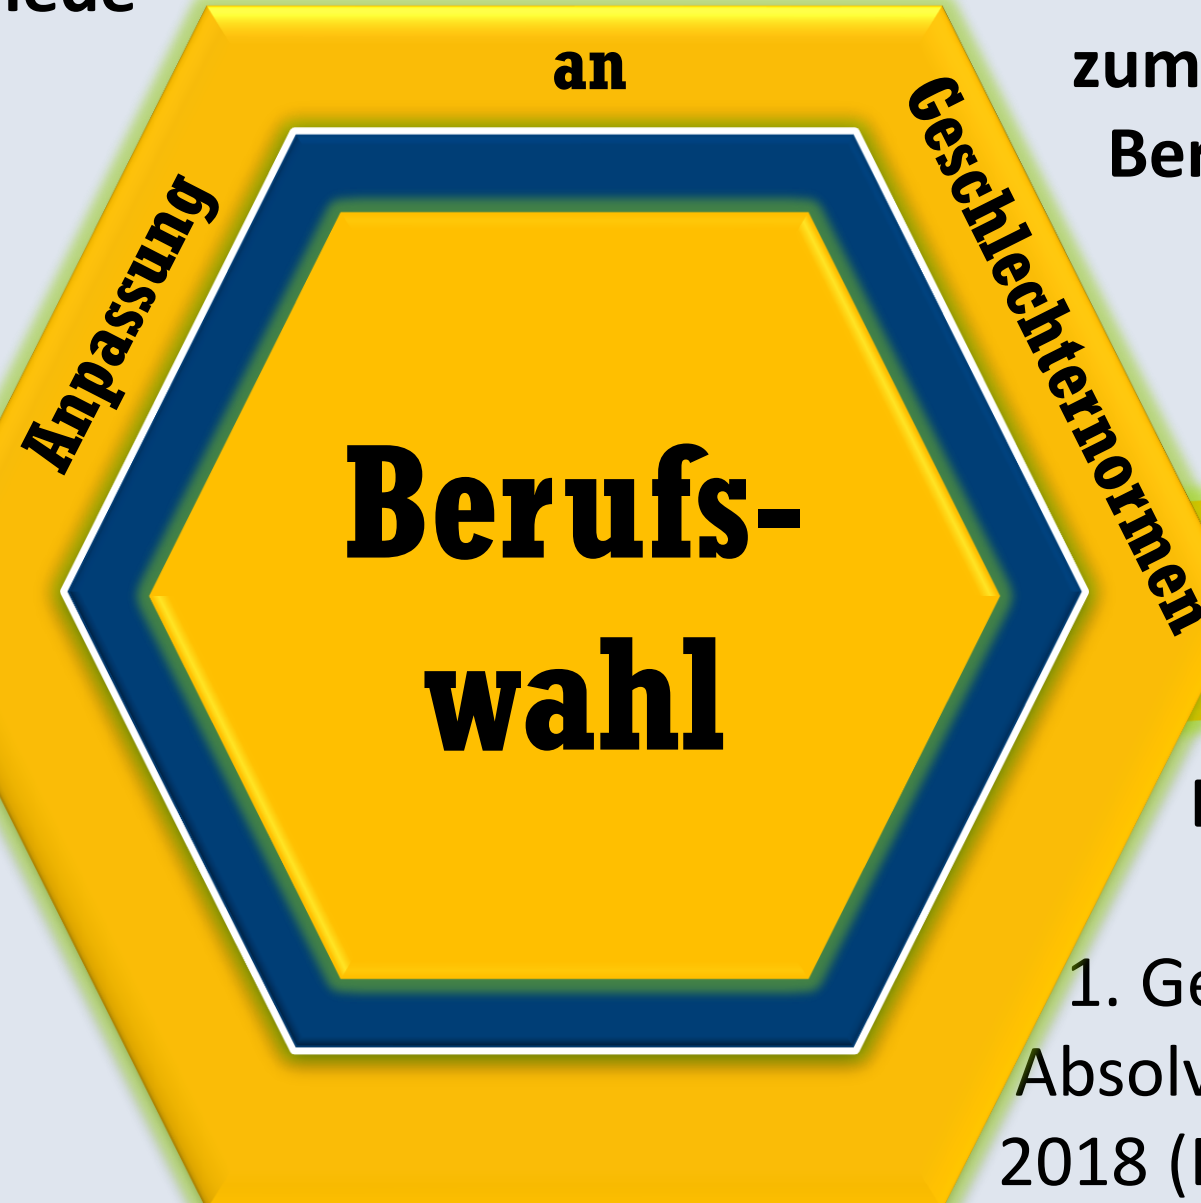 an
zum
Anpassung
Geschlechternormen
Berufs-
wahl
1. Ge
Absolv
2018 (